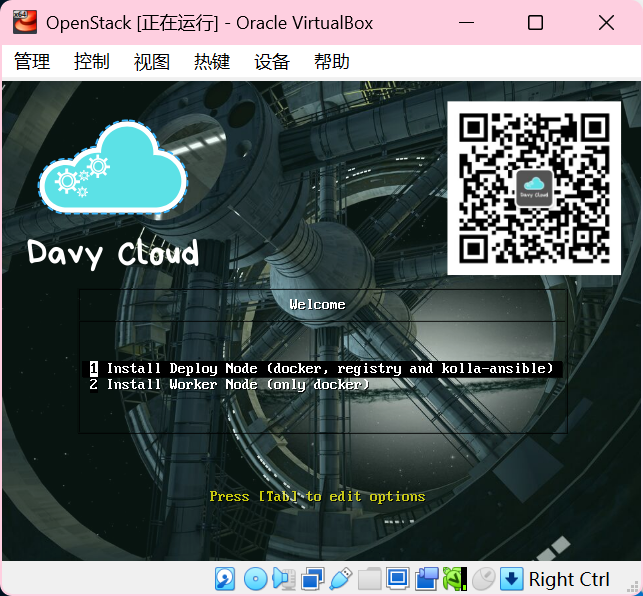 OpenStack [正在运行] - Oracle VirtualBox
管理 控制 视图 热键 设备 帮助
Davy Cloud
Davy Cloud
Welcome
1 Install Deploy Node (docker, registry and kolla-ansible)
2 Install Worker Node (only docker)
Press [Tab] to edit options
Right Ctrl